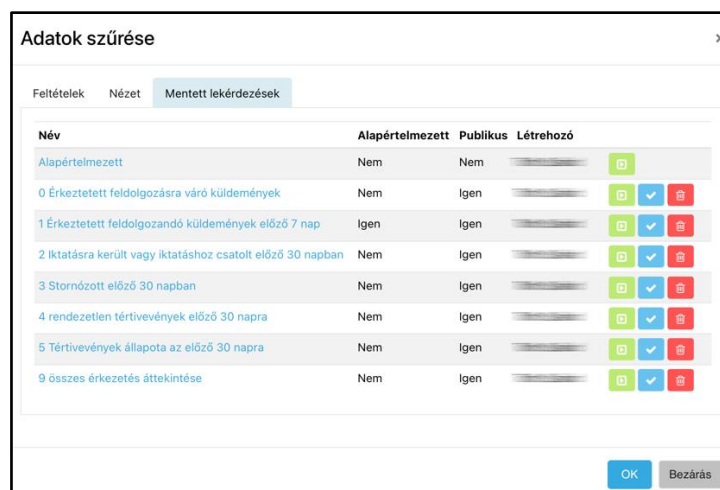 Adatok szűrése
Feltételek Nézet Mentett lekérdezések
Név Alapértelmezett Publikus Létrehozó
Alapértelmezett Nem Nem
0 Érkeztetett feldolgozásra váró küldemények Nem Igen
1 Érkeztetett feldolgozandó küldemények előző 7 nap Igen Igen
2 Iktatásra került vagy iktatáshoz csatolt előző 30 napban Nem Igen
3 Stornózott előző 30 napban Nem Igen
4 rendezetlen tértivevények előző 30 napra Nem Igen
5 Tértivevények állapota az előző 30 napra Nem Igen
9 összes érkezetés áttekintése Nem Igen
OK Bezárás